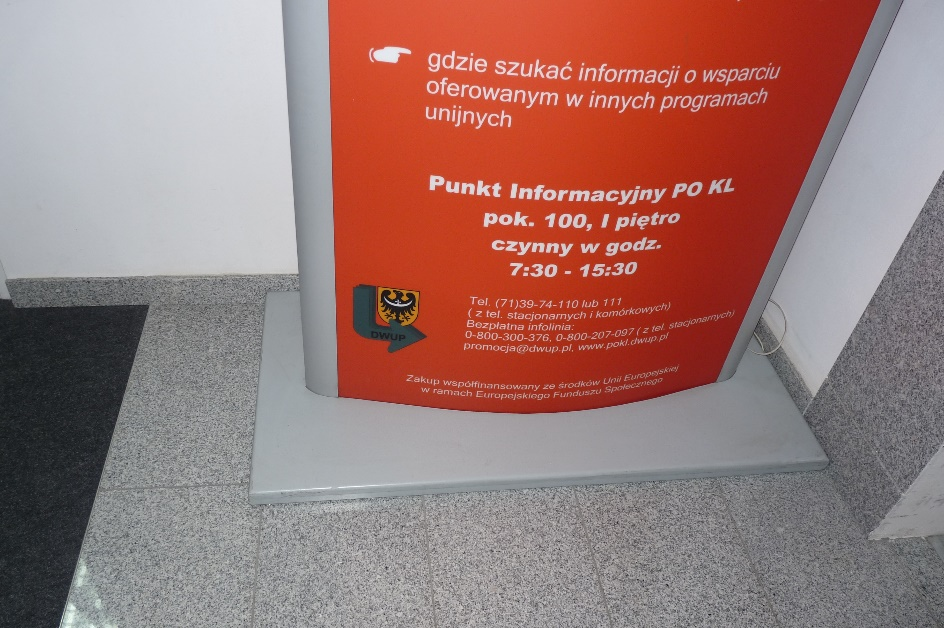 gdzie szukać informacji o wsparciu
oferowanym w innych programach
unijnych
Punkt Informacyjny PO KL
pok. 100, I piętro
czynny w godz.
7:30 - 15:30
Tel. (71)39-74-110 lub 111
( z tel. stacjonarnych i komórkowych)
Bezpłatna infolinia:
0-800-300-376, 0-800-207-097 ( z tel. stacjonarnych)
promocja@dwup.pl, www.pokl.dwup.pl
DWUP
Zakup współfinansowany ze środków Unii Europejskiej
w ramach Europejskiego Funduszu Społecznego